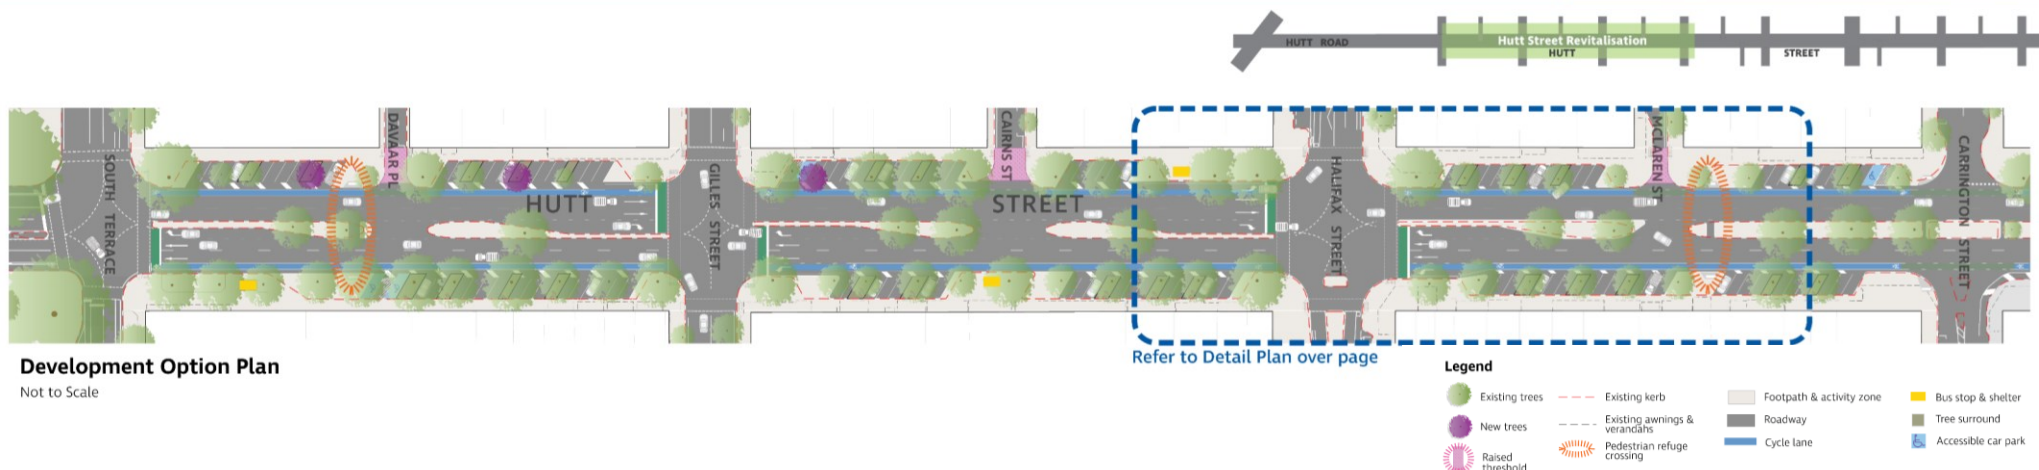 HUTT ROAD
Hutt Street Revitalisation
HUTT
STREET
SOUTH TERRACE
DAVAAR PL
HUTT
GILLES STREET
CAIRNS ST
STREET
HALIFAX STREET
MCLAREN ST
CARRINGTON STREET
Development Option Plan
Not to Scale
Refer to Detail Plan over page
Legend
Existing trees
New trees
Raised
threshold
Existing kerb
Existing awnings &
verandahs
Pedestrian refuge
crossing
Footpath & activity zone
Roadway
Cycle lane
Bus stop & shelter
Tree surround
Accessible car park